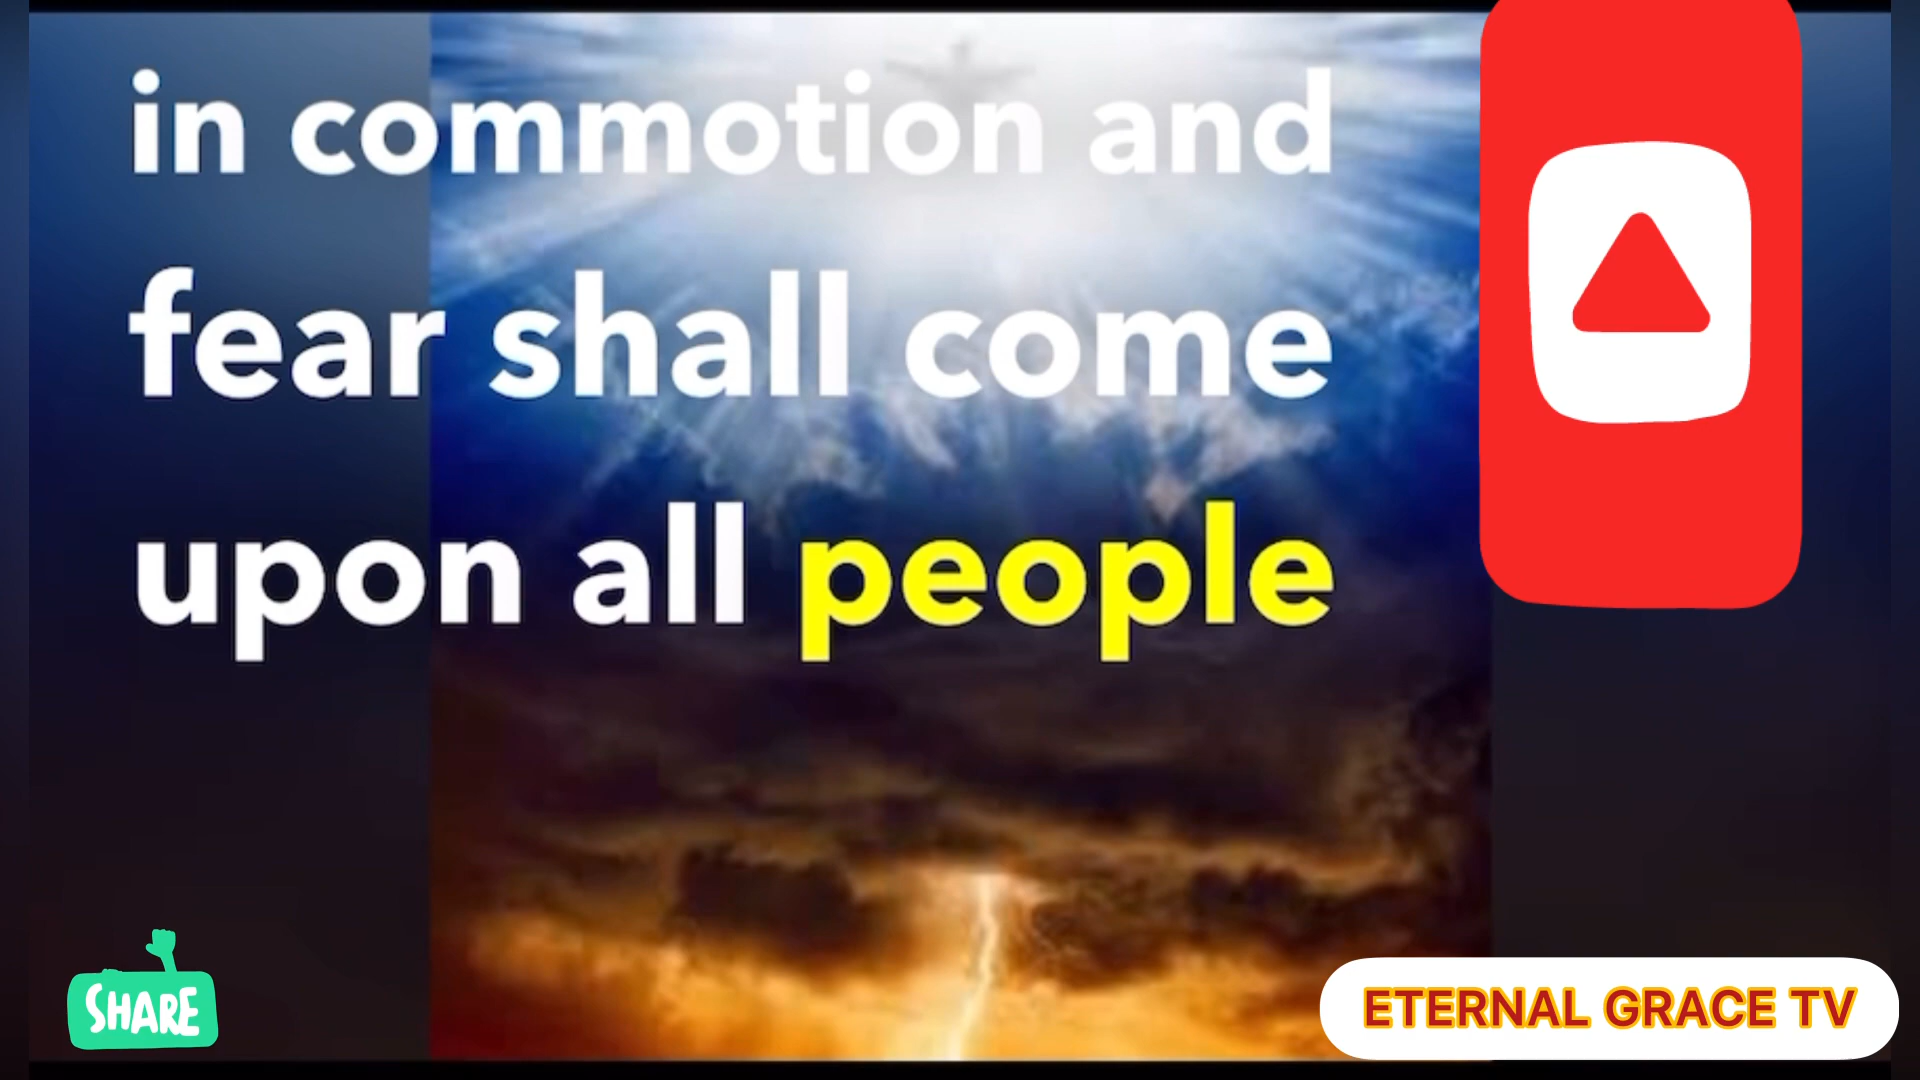 in commotion and
fear shall come
upon all people
SHARE
ETERNAL GRACE TV